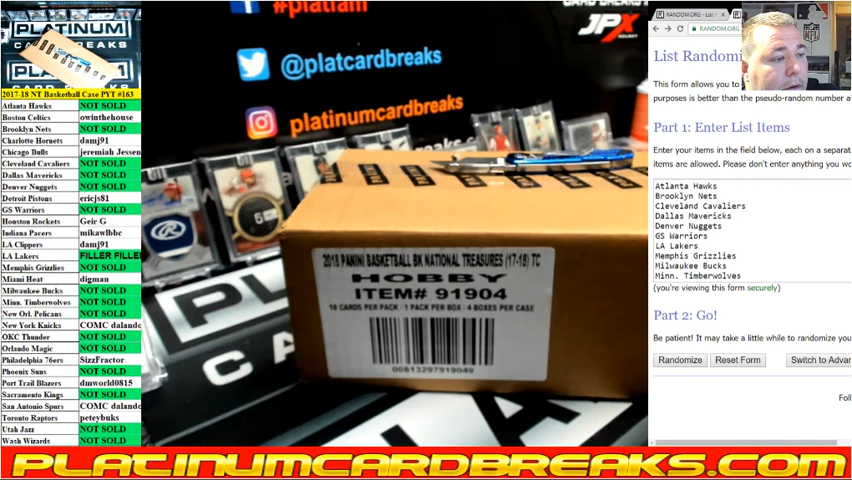 PLATINUM
CARD BREAKS
2017-18 NT Basketball Case PYT #163
Atlanta Hawks NOT SOLD
Boston Celtics owinthehouse
Brooklyn Nets NOT SOLD
Charlotte Hornets damj91
Chicago Bulls jeremiah Jessen
Cleveland Cavaliers NOT SOLD
Dallas Mavericks NOT SOLD
Denver Nuggets NOT SOLD
Detroit Pistons ericjs81
GS Warriors NOT SOLD
Houston Rockets Geir G
Indiana Pacers mikawlbbc
LA Clippers damj91
LA Lakers FILLER FILLER
Memphis Grizzlies NOT SOLD
Miami Heat digman
Milwaukee Bucks NOT SOLD
Minn. Timberwolves NOT SOLD
New Orl. Pelicans NOT SOLD
New York Knicks COMC daland
OKC Thunder NOT SOLD
Orlando Magic NOT SOLD
Philadelphia 76ers SizzFractor
Phoenix Suns NOT SOLD
Port Trail Blazers dmworld0815
Sacramento Kings NOT SOLD
San Antonio Spurs COMC daland
Toronto Raptors peteybuks
Utah Jazz NOT SOLD
Wash Wizards NOT SOLD
@platcardbreaks
platinumcardbreaks
JPX
2018 PANINI BASKETBALL BK NATIONAL TREASURES (17-18) TC
HOBBY
ITEM# 91904
10 CARDS PER PACK / 1 PACK PER BOX / 4 BOXES PER CASE
RANDOM.ORG - List
RANDOM.ORG
List Randomi
This form allows you to
purposes is better than the pseudo-random number a
Part 1: Enter List Items
Enter your items in the field below, each on a separat
items are allowed. Please don't enter anything you wo
Atlanta Hawks
Brooklyn Nets
Cleveland Cavaliers
Dallas Mavericks
Denver Nuggets
GS Warriors
LA Lakers
Memphis Grizzlies
Milwaukee Bucks
Minn. Timberwolves
(you're viewing this form securely)
Part 2: Go!
Be patient! It may take a little while to randomize you
Randomize Reset Form Switch to Advar
Foll
PLATINUMCARDBREAKS.COM